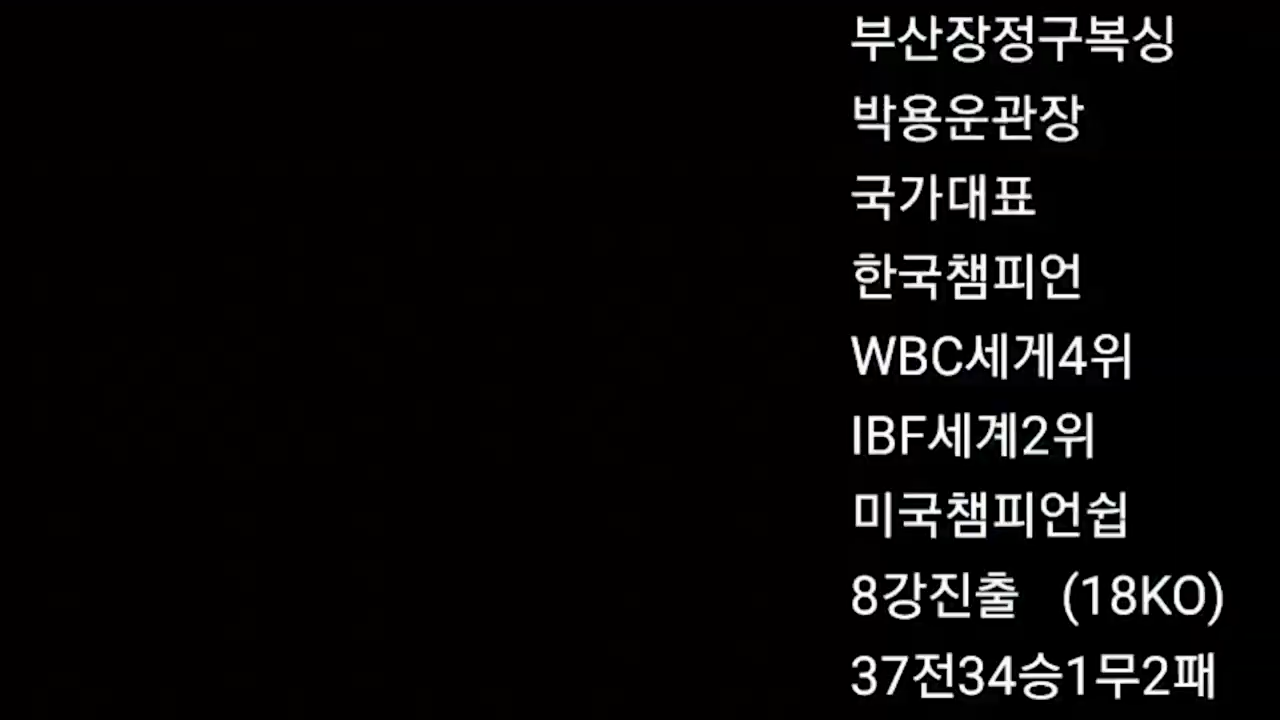 부산장정구복싱
박용운관장
국가대표
한국챔피언
WBC세게4위
IBF세계2위
미국챔피언쉽
8강진출 (18KO)
37전34승1무2패